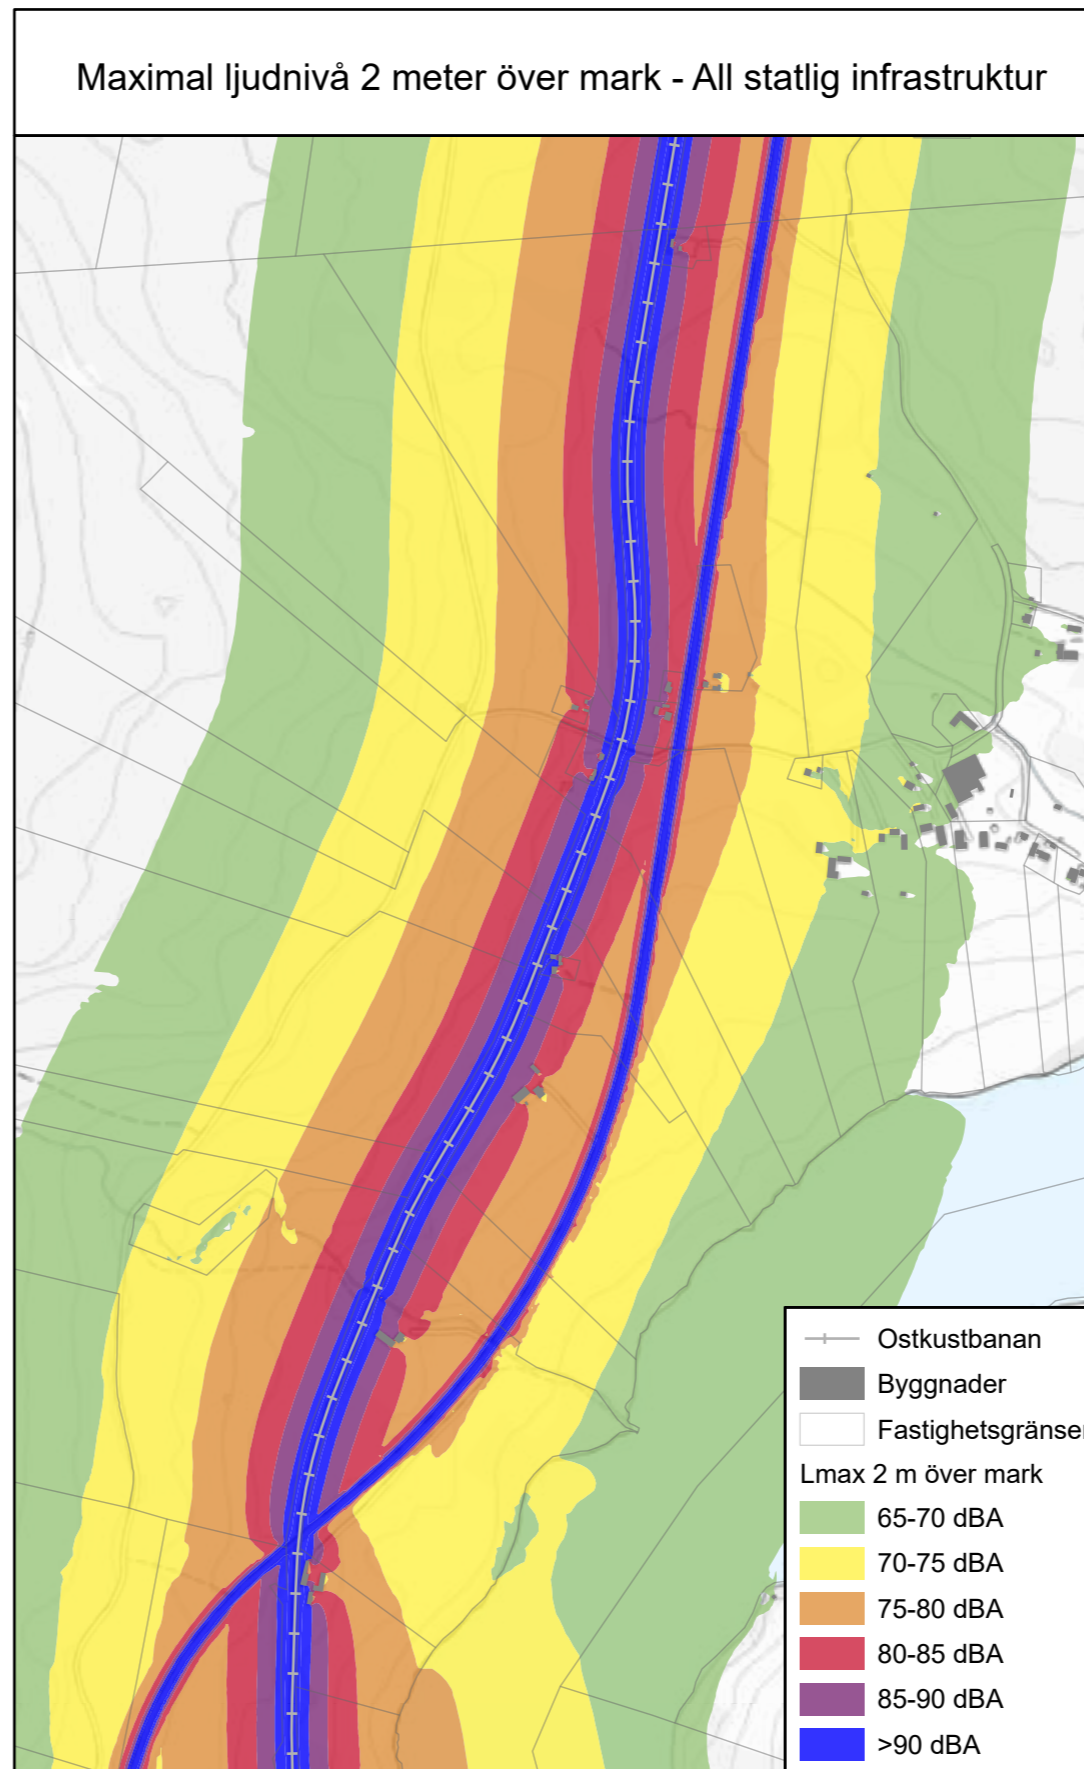 Maximal ljudnivå 2 meter över mark - All statlig infrastruktur
Ostkustbanan
Byggnader
Fastighetsgränser
Lmax 2 m över mark
65-70 dBA
70-75 dBA
75-80 dBA
80-85 dBA
85-90 dBA
>90 dBA